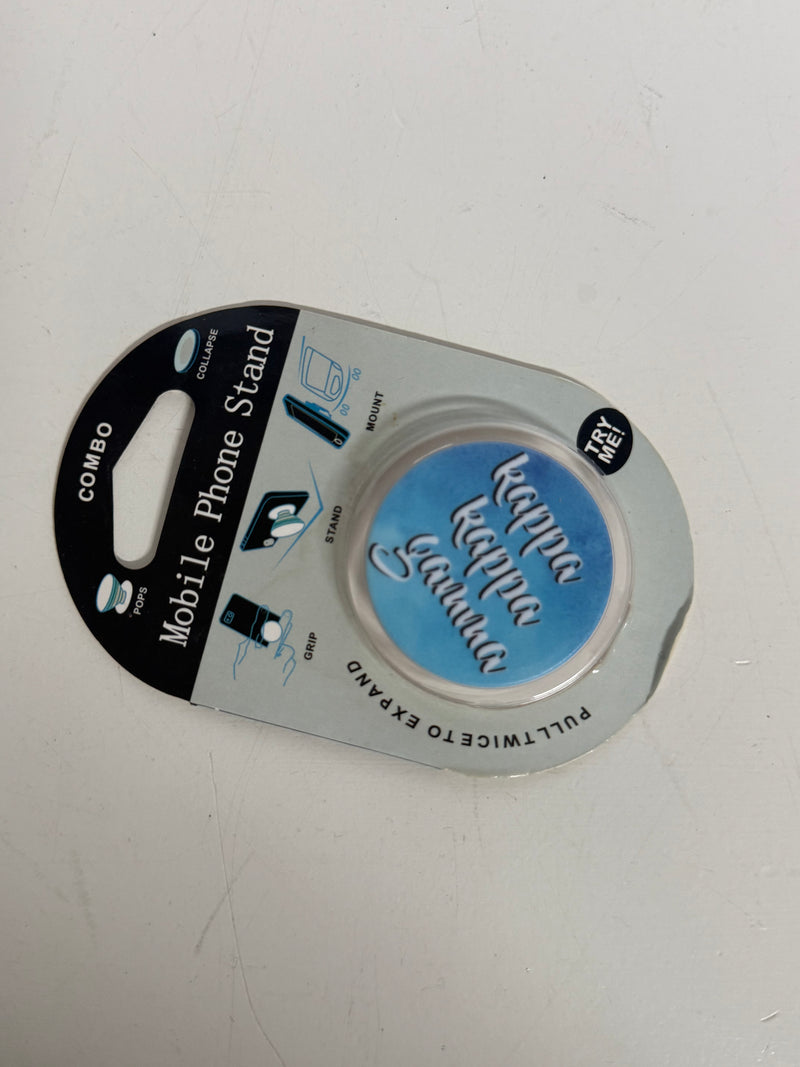 COMBO
POPS
COLLAPSE
Mobile Phone Stand
GRIP
STAND
MOUNT
TRY
ME!
kappa
kappa
gamma
PULL TWICE TO EXPAND